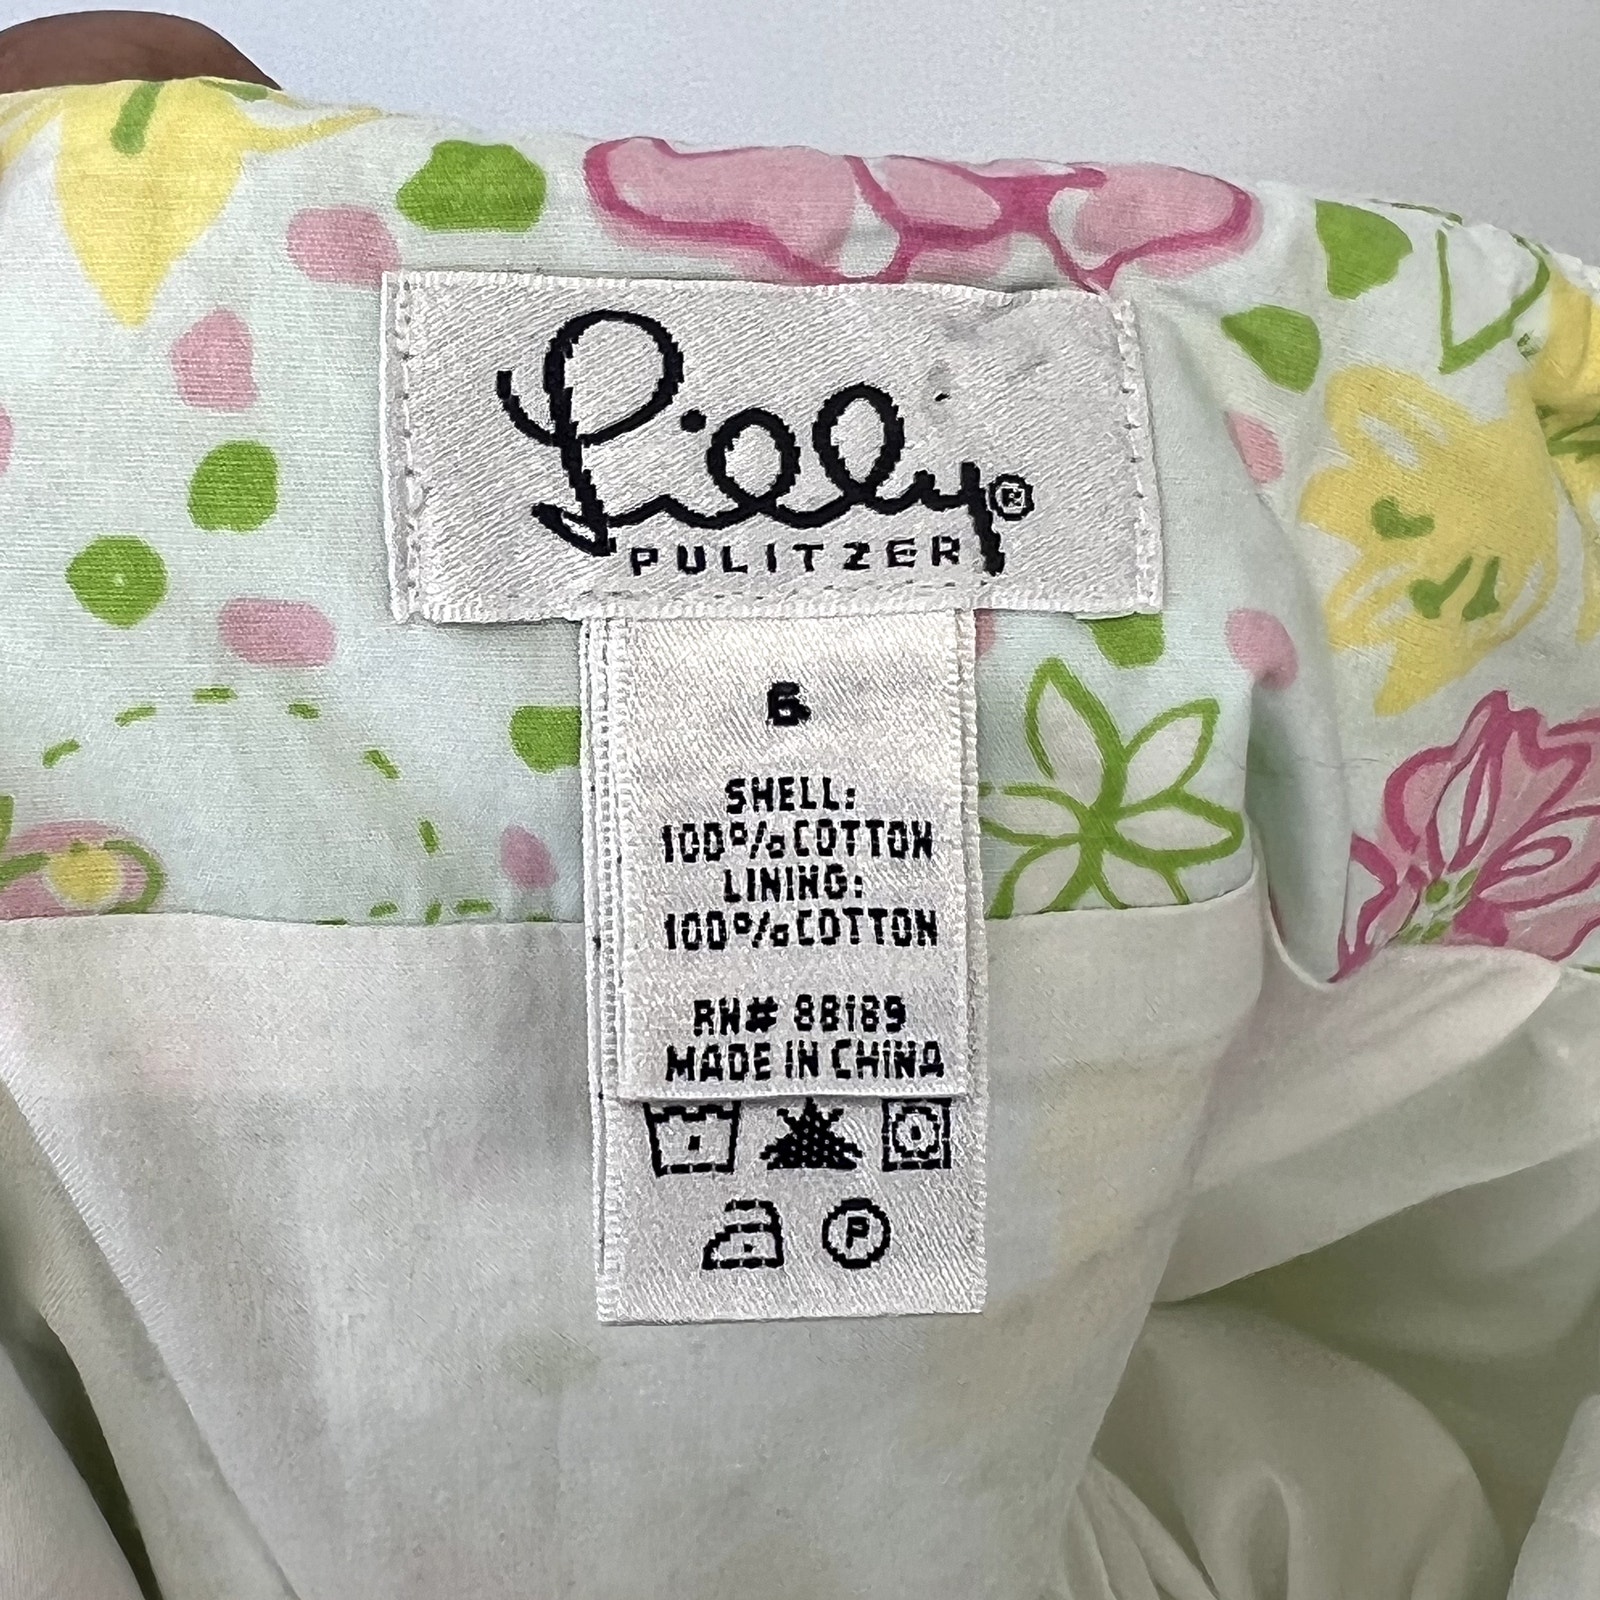 Lilly®
PULITZER
6
SHELL:
100% COTTON
LINING:
100% COTTON
RN# 88189
MADE IN CHINA
P